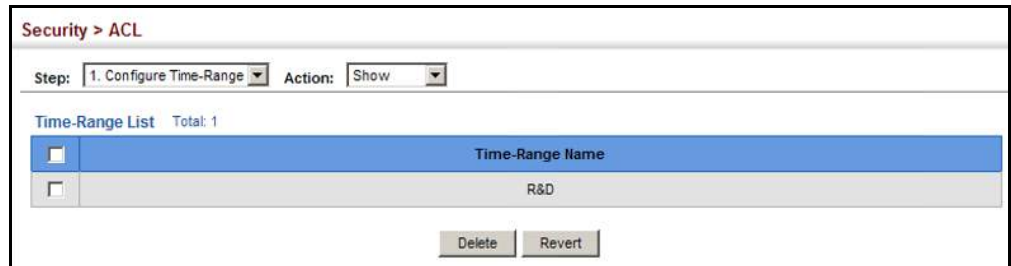 Security > ACL
Step: 1. Configure Time-Range Action: Show
Time-Range List Total: 1
Time-Range Name
R&D
Delete Revert